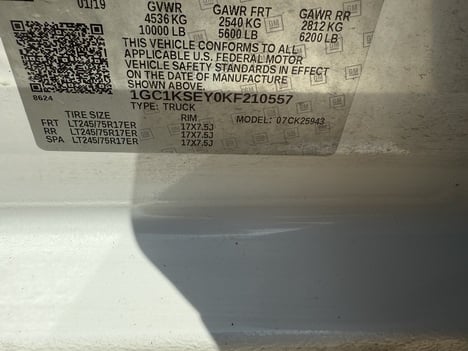 01/19 GVWR GAWR FRT GAWR RR
4536 KG 2540 KG 2812 KG
10000 LB 5600 LB 6200 LB
THIS VEHICLE CONFORMS TO ALL
APPLICABLE U.S. FEDERAL MOTOR
VEHICLE SAFETY STANDARDS IN EFFECT
ON THE DATE OF MANUFACTURE
SHOWN ABOVE.
8624 1GC1KSEY0KF210557
TYPE: TRUCK
TIRE SIZE RIM MODEL: 07CK25943
FRT LT245/75R17ER 17X7.5J
RR LT245/75R17ER 17X7.5J
SPA LT245/75R17ER 17X7.5J